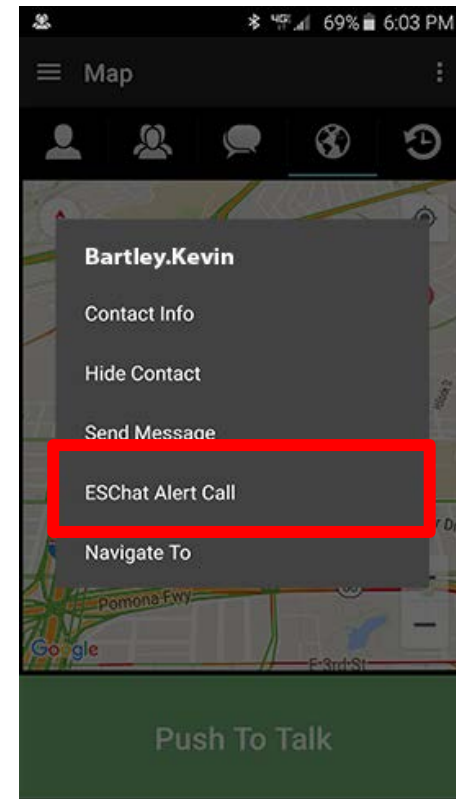 4G 69% 6:03 PM
Map
Bartley.Kevin
Contact Info
Hide Contact
Send Message
ESChat Alert Call
Navigate To
Pomona Fwy
Google
E 3rd St
Push To Talk